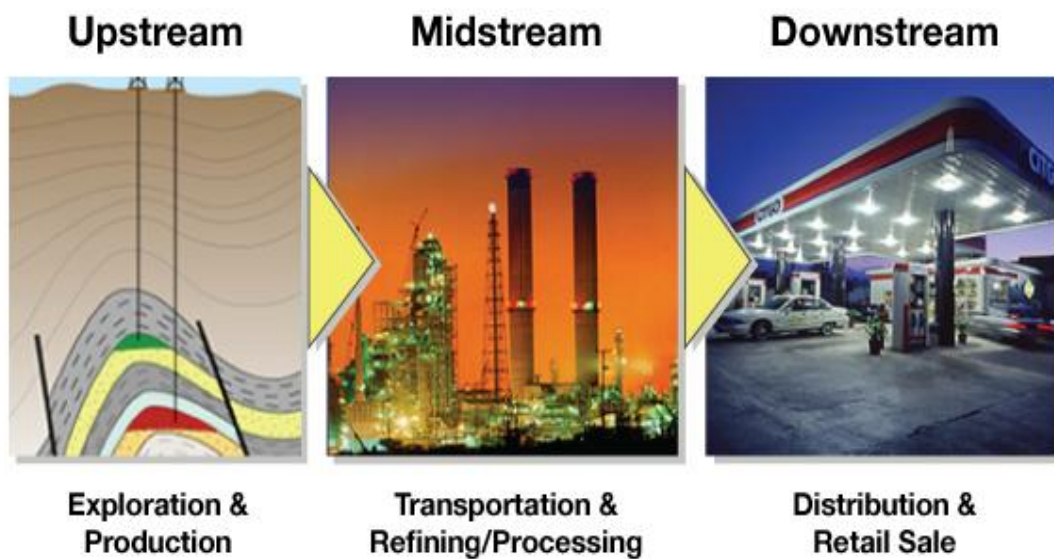 Upstream
Midstream
Downstream
Exploration &
Production
Transportation &
Refining/Processing
Distribution &
Retail Sale